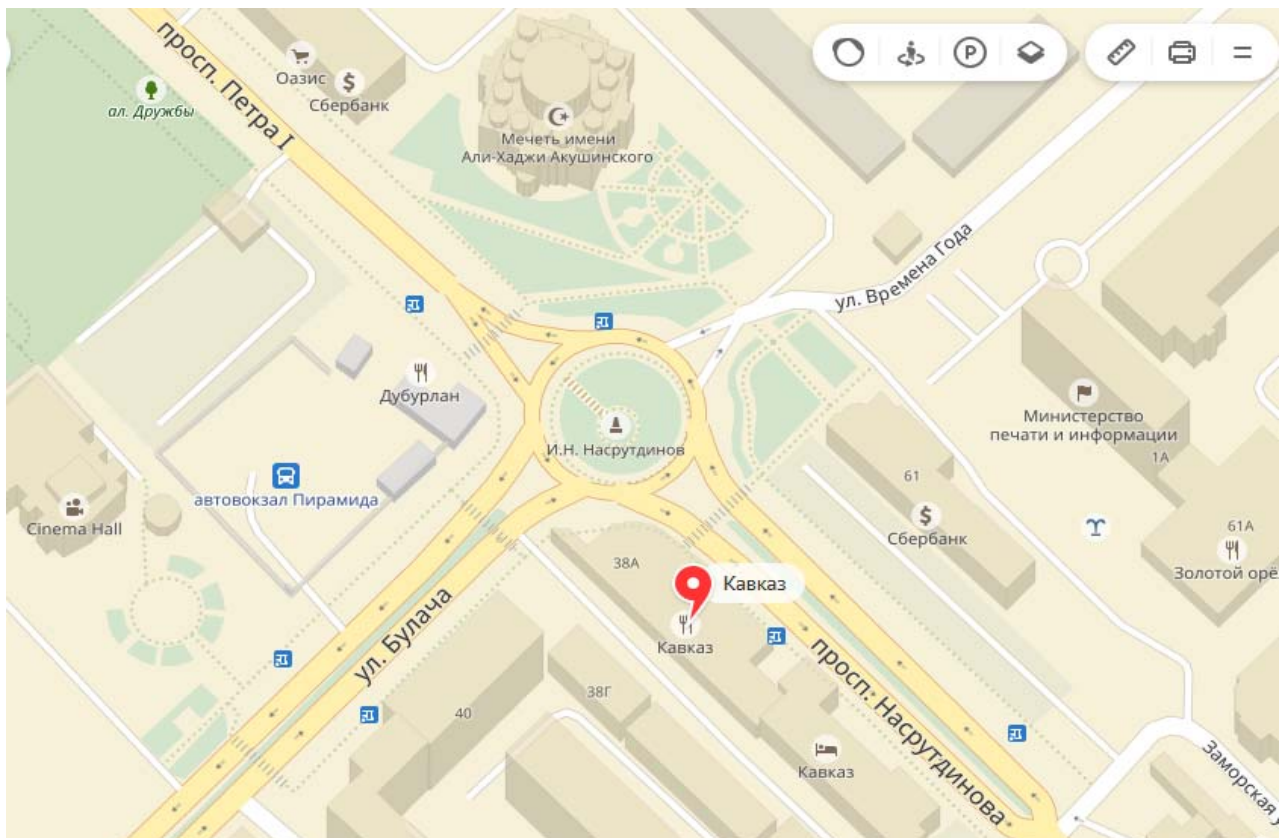 просп. Петра I
ал. Дружбы
Оазис
$
Сбербанк
Мечеть имени
Али-Хаджи Акушинского
P
ул. Времена Года
Дубурлан
И.Н. Насрутдинов
Министерство
печати и информации
1А
автовокзал Пирамида
Cinema Hall
61
$
Сбербанк
61А
Золотой орё
38А
Кавказ
Кавказ
ул. Булача
просп. Насрутдинова
38Г
40
Кавказ
Заморская у